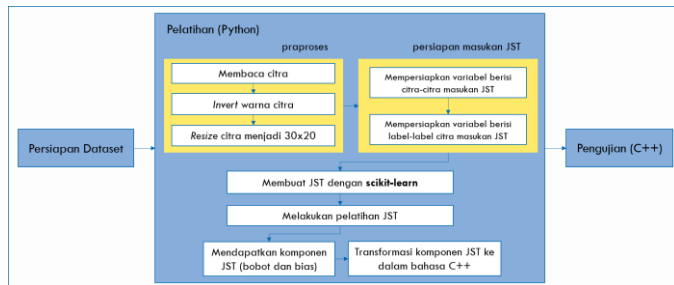 Pelatihan (Python)
praproses
persiapan masukan JST
Membaca citra
Invert warna citra
Resize citra menjadi 30x20
Mempersiapkan variabel berisi
citra-citra masukan JST
Mempersiapkan variabel berisi
label-label citra masukan JST
Persiapan Dataset
Pengujian (C++)
Membuat JST dengan scikit-learn
Melakukan pelatihan JST
Mendapatkan komponen
JST (bobot dan bias)
Transformasi komponen JST ke
dalam bahasa C++